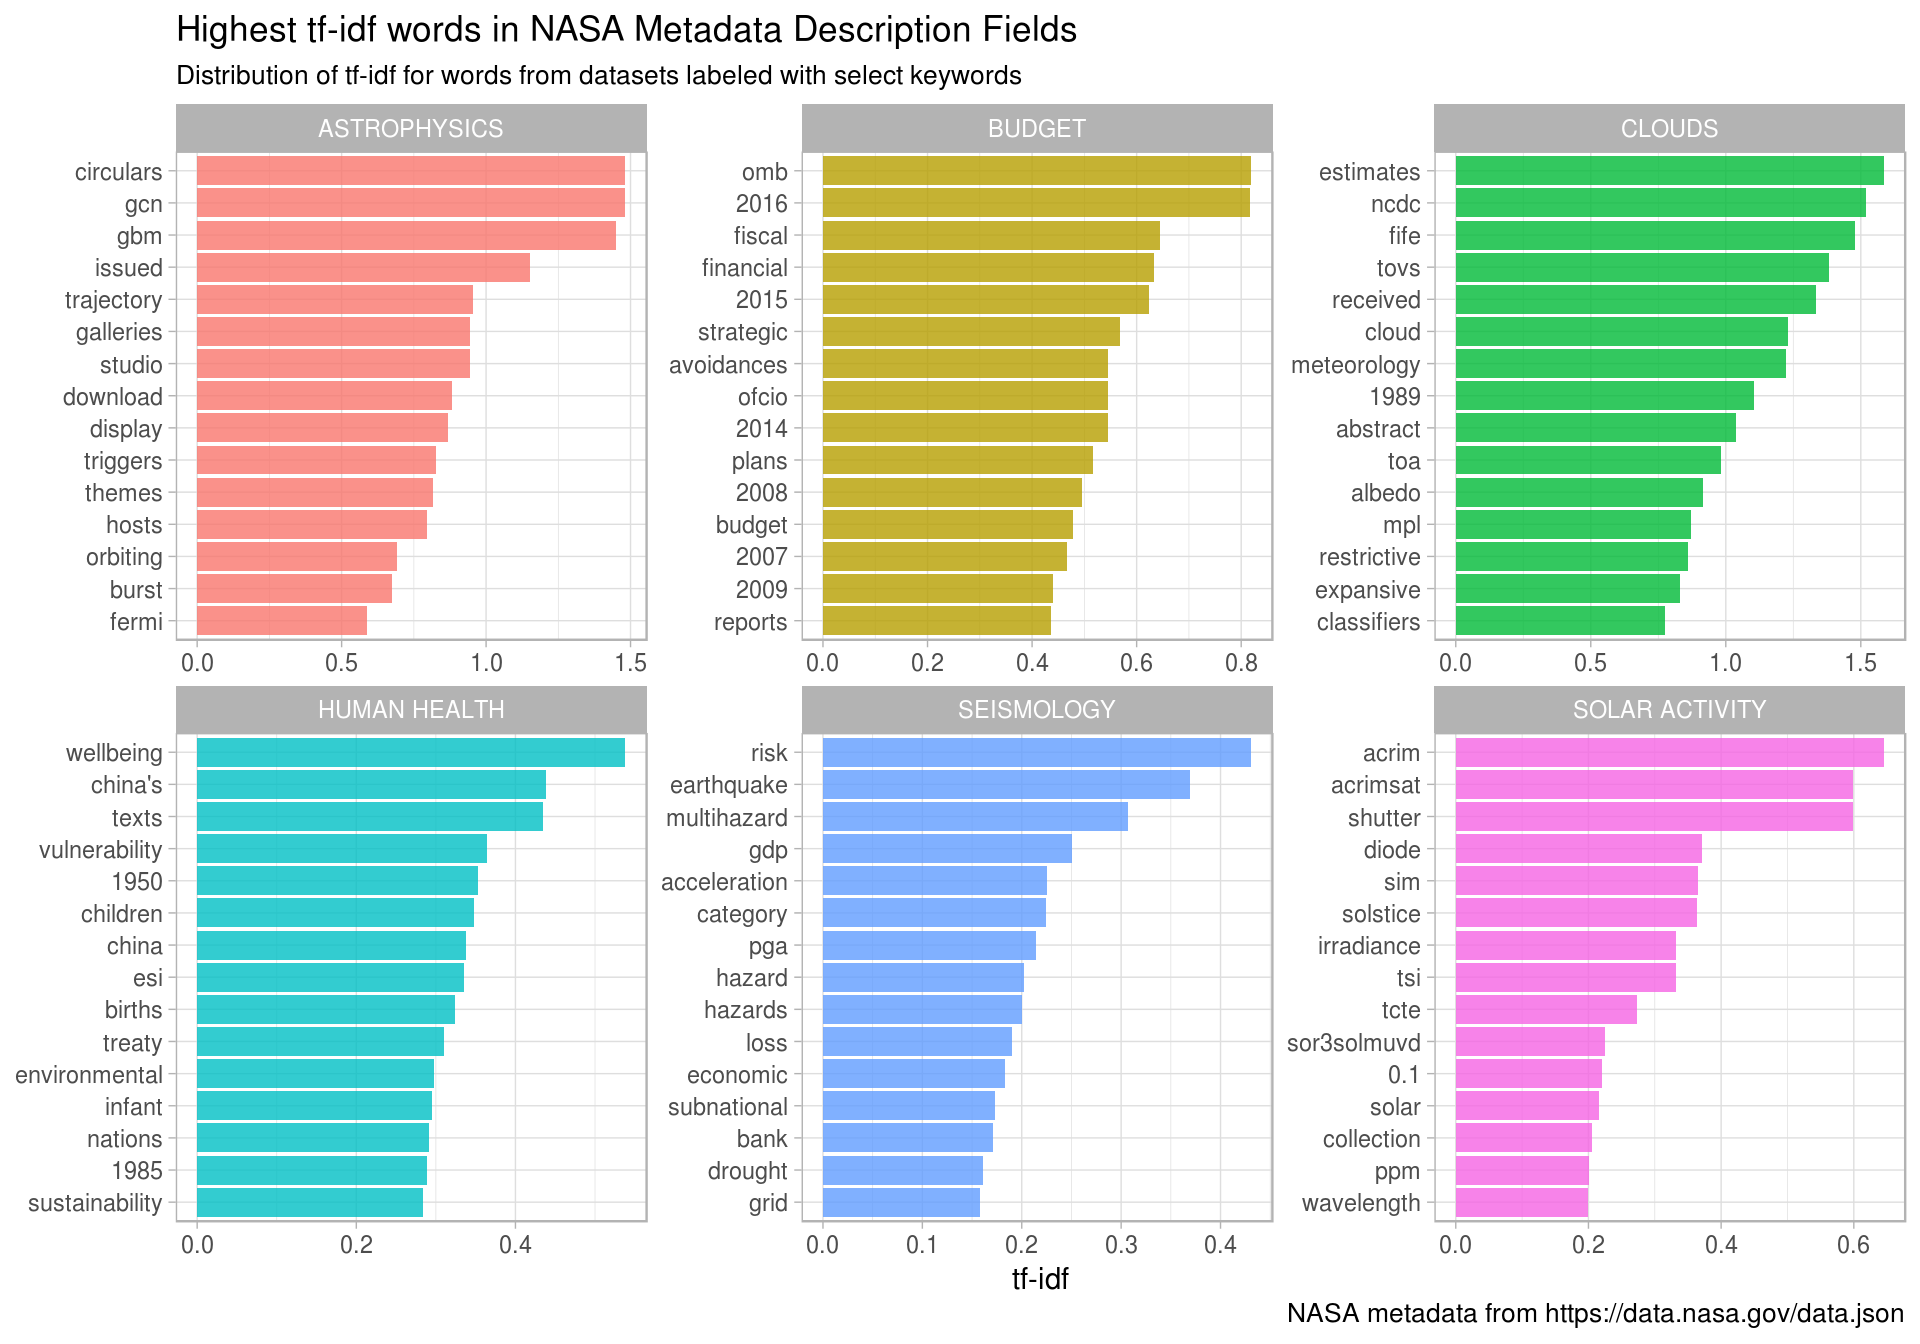 Highest tf-idf words in NASA Metadata Description Fields
Distribution of tf-idf for words from datasets labeled with select keywords
ASTROPHYSICS
circulars
gcn
gbm
issued
trajectory
galleries
studio
download
display
triggers
themes
hosts
orbiting
burst
fermi
0.0 0.5 1.0 1.5
BUDGET
omb
2016
fiscal
financial
2015
strategic
avoidances
ofcio
2014
plans
2008
budget
2007
2009
reports
0.0 0.2 0.4 0.6 0.8
CLOUDS
estimates
ncdc
fife
tovs
received
cloud
meteorology
1989
abstract
toa
albedo
mpl
restrictive
expansive
classifiers
0.0 0.5 1.0 1.5
HUMAN HEALTH
wellbeing
china's
texts
vulnerability
1950
children
china
esi
births
treaty
environmental
infant
nations
1985
sustainability
0.0 0.2 0.4
SEISMOLOGY
risk
earthquake
multihazard
gdp
acceleration
category
pga
hazard
hazards
loss
economic
subnational
bank
drought
grid
0.0 0.1 0.2 0.3 0.4
SOLAR ACTIVITY
acrim
acrimsat
shutter
diode
sim
solstice
irradiance
tsi
tcte
sor3solmuvd
0.1
solar
collection
ppm
wavelength
0.0 0.2 0.4 0.6
tf-idf
NASA metadata from https://data.nasa.gov/data.json